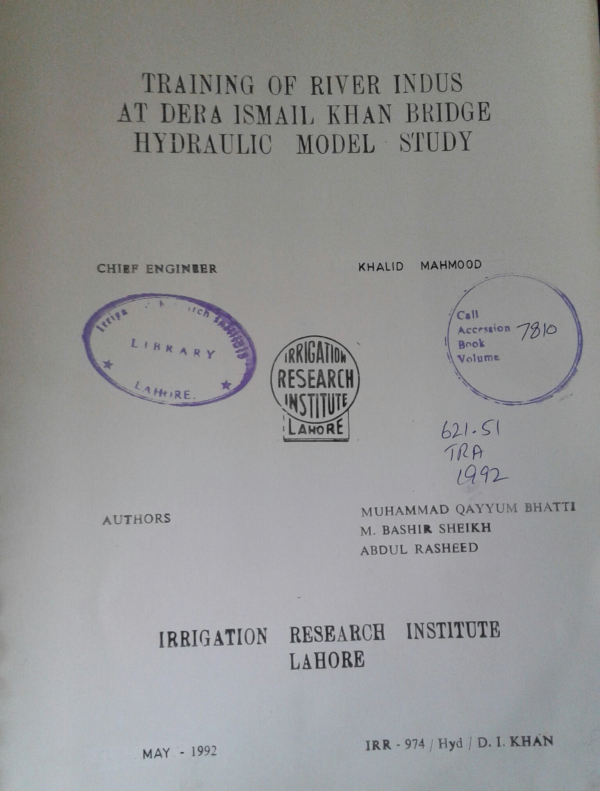 TRAINING OF RIVER INDUS
AT DERA ISMAIL KHAN BRIDGE
HYDRAULIC MODEL STUDY
CHIEF ENGINEER
KHALID MAHMOOD
LIBRARY
LAHORE.
IRRIGATION
RESEARCH
INSTITUTE
LAHORE
Call
Accession 7810
Book
Volume
621.51
TRA
1992
AUTHORS
MUHAMMAD QAYYUM BHATTI
M. BASHIR SHEIKH
ABDUL RASHEED
IRRIGATION RESEARCH INSTITUTE
LAHORE
MAY - 1992
IRR - 974 / Hyd / D. I. KHAN